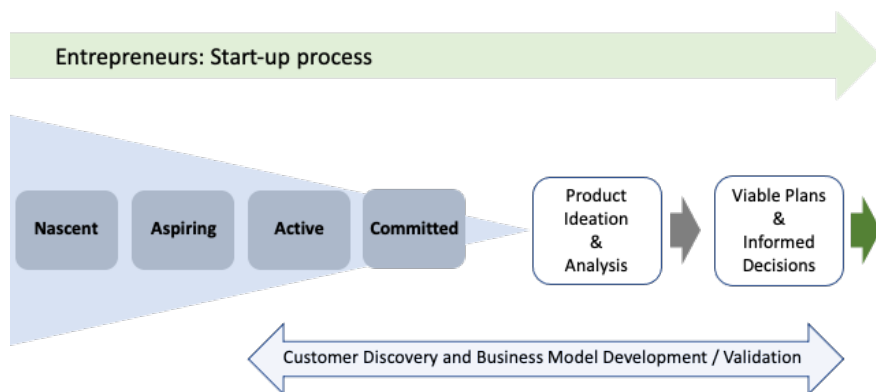 Entrepreneurs: Start-up process
Nascent
Aspiring
Active
Committed
Product
Ideation
&
Analysis
Viable Plans
&
Informed
Decisions
Customer Discovery and Business Model Development / Validation